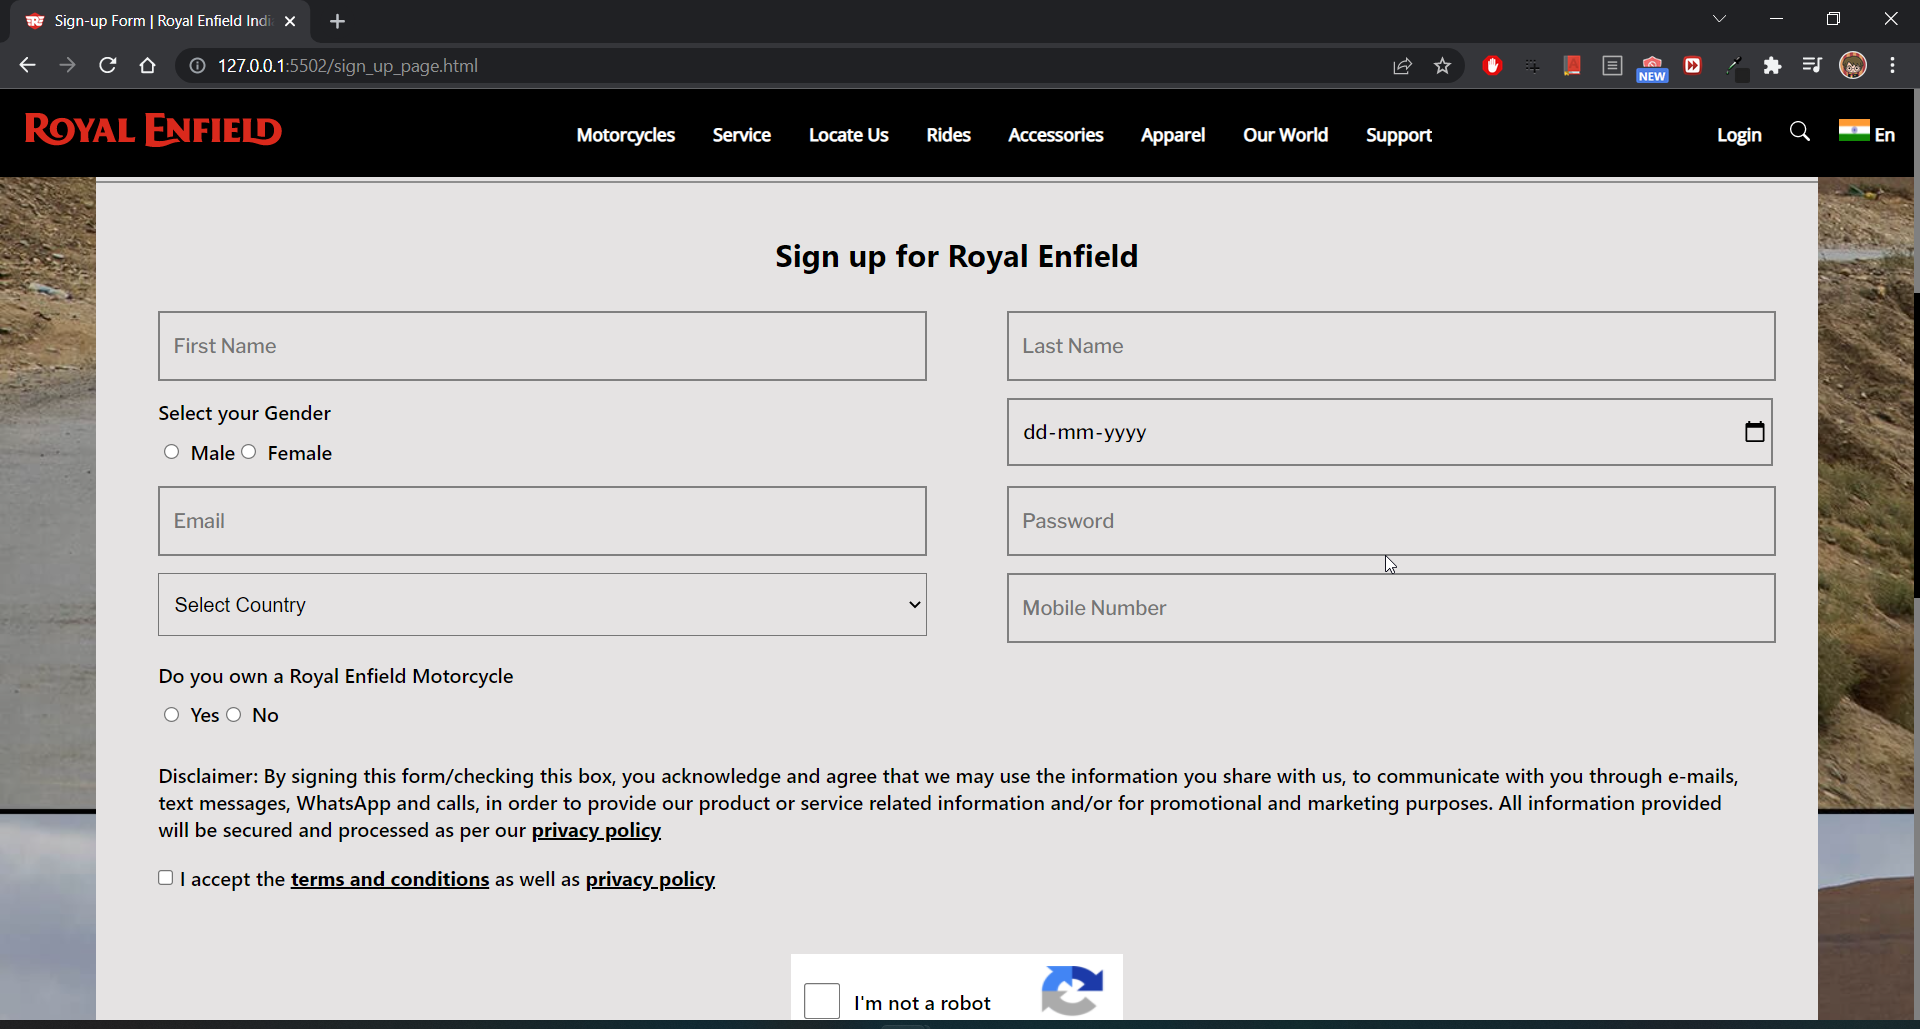 Sign-up Form | Royal Enfield Indi
127.0.0.1:5502/sign_up_page.html
NEW
ROYAL ENFIELD
Motorcycles Service Locate Us Rides Accessories Apparel Our World Support
Login En
Sign up for Royal Enfield
First Name Last Name
Select your Gender
dd-mm-yyyy
Male Female
Email Password
Select Country Mobile Number
Do you own a Royal Enfield Motorcycle
Yes No
Disclaimer: By signing this form/checking this box, you acknowledge and agree that we may use the information you share with us, to communicate with you through e-mails,
text messages, WhatsApp and calls, in order to provide our product or service related information and/or for promotional and marketing purposes. All information provided
will be secured and processed as per our privacy policy
I accept the terms and conditions as well as privacy policy
I'm not a robot